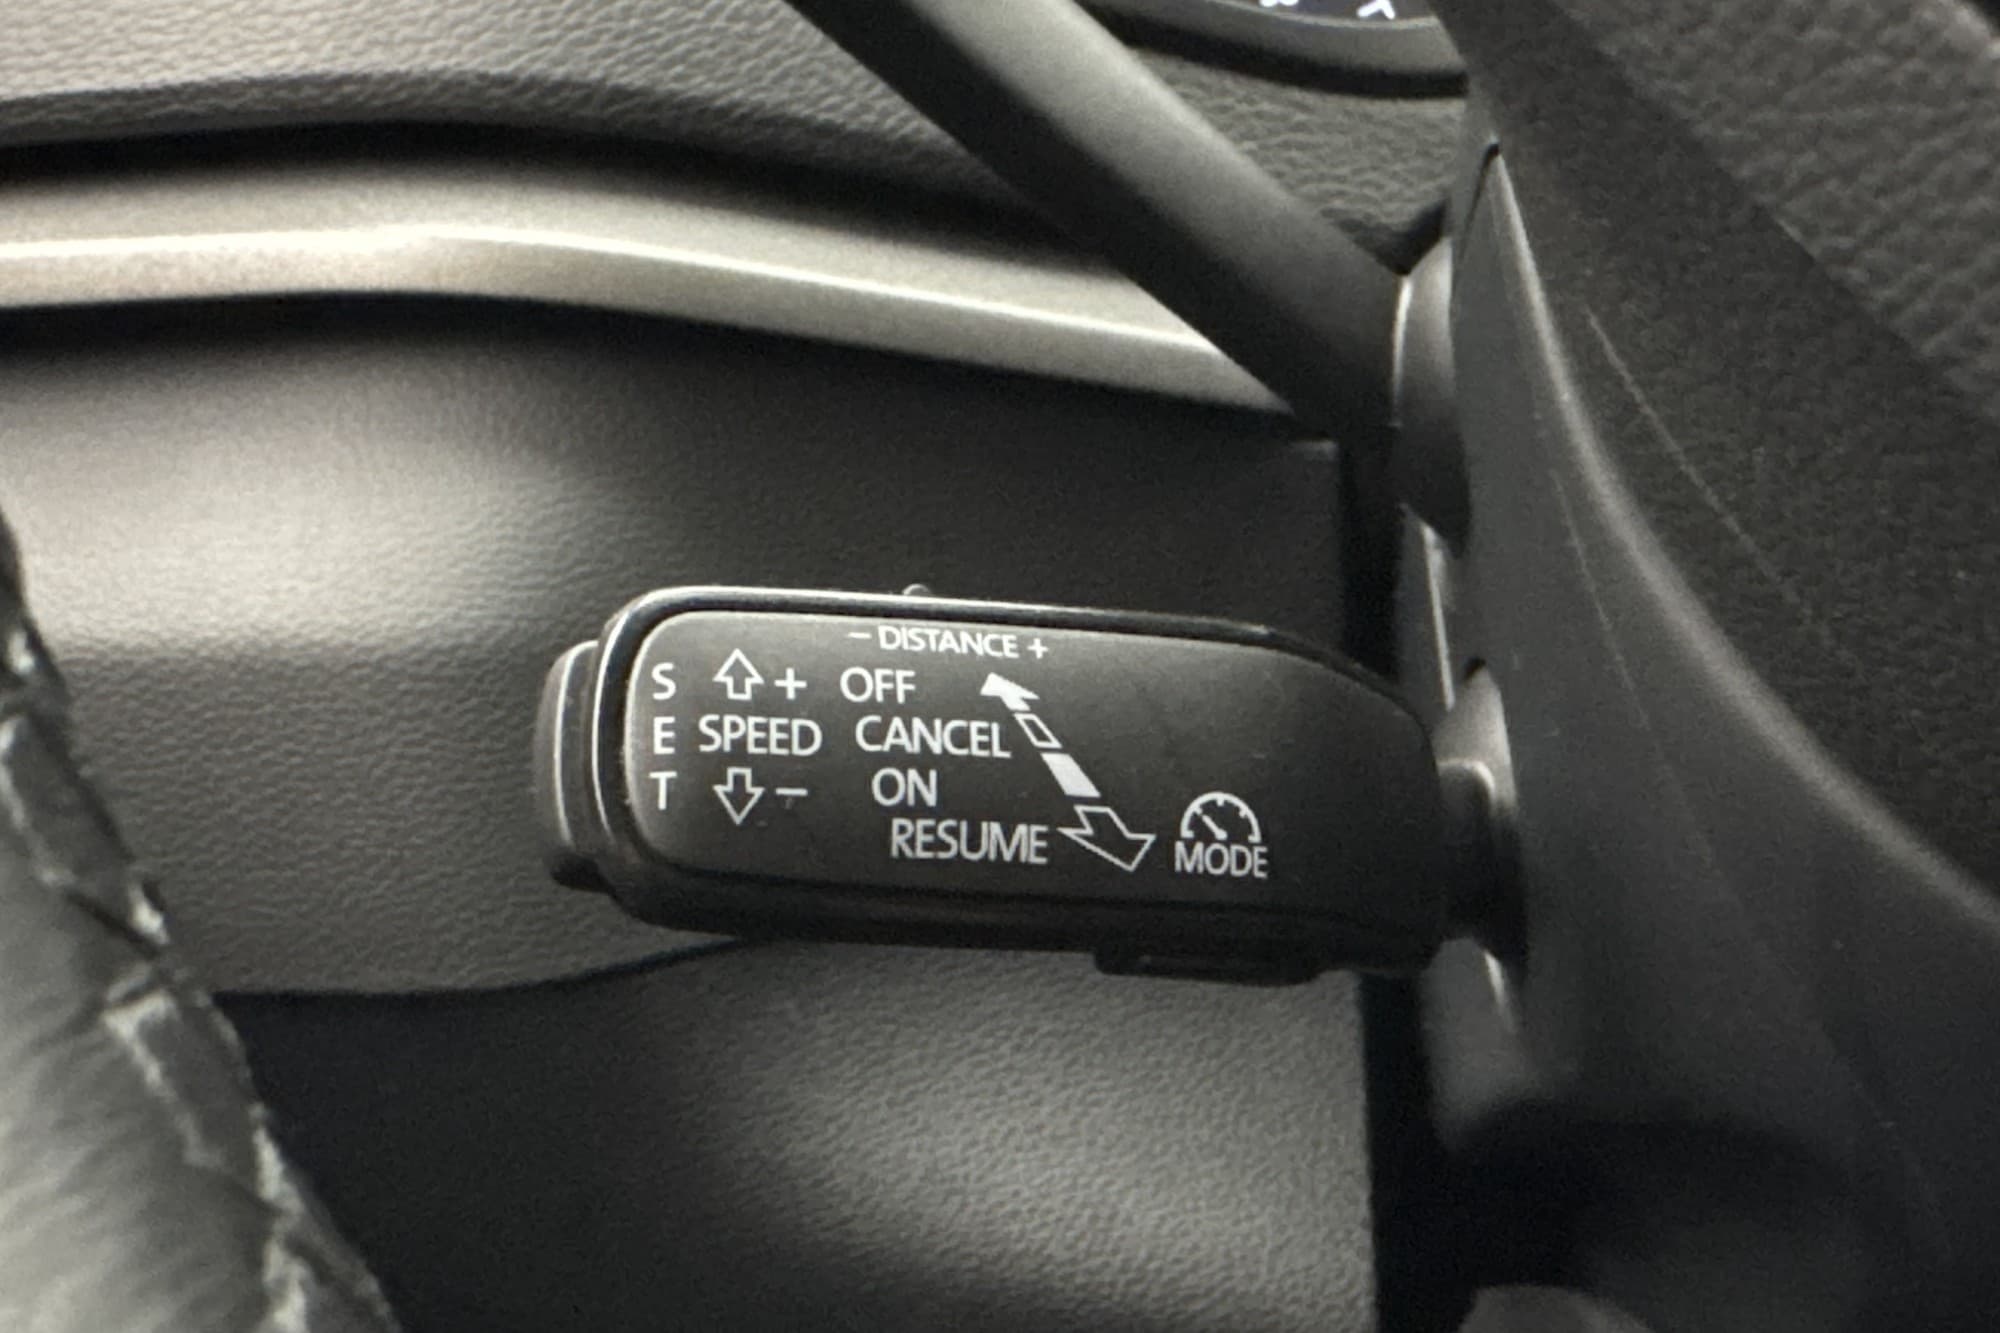 − DISTANCE +
S + OFF
E SPEED CANCEL
T − ON
RESUME
MODE